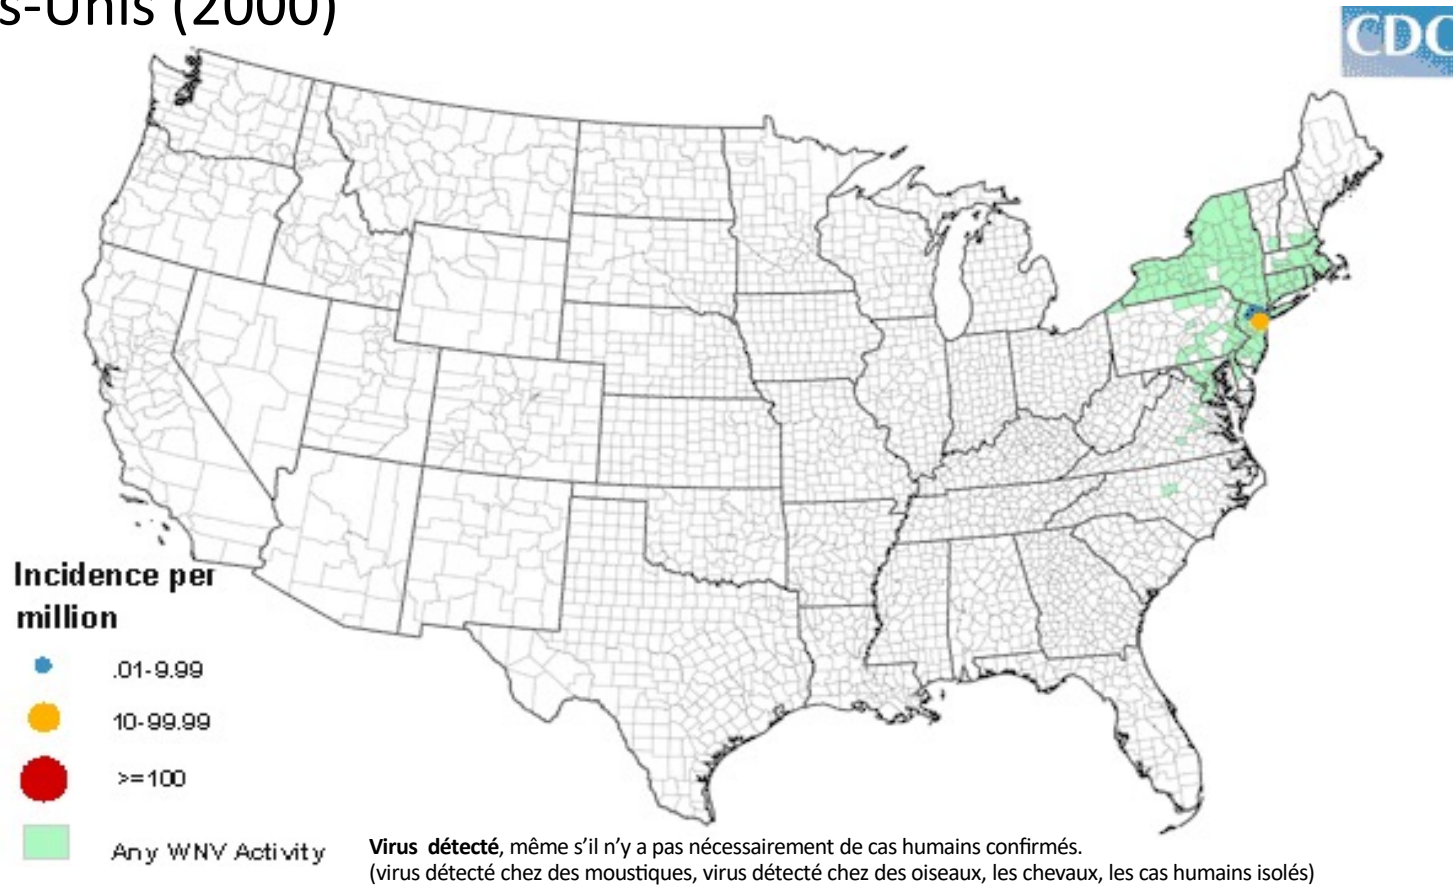 s-Unis (2000)
CDC
Incidence per
million
.01-9.99
10-99.99
>=100
Any WNV Activity
Virus détecté, même s’il n’y a pas nécessairement de cas humains confirmés.
(virus détecté chez des moustiques, virus détecté chez des oiseaux, les chevaux, les cas humains isolés)